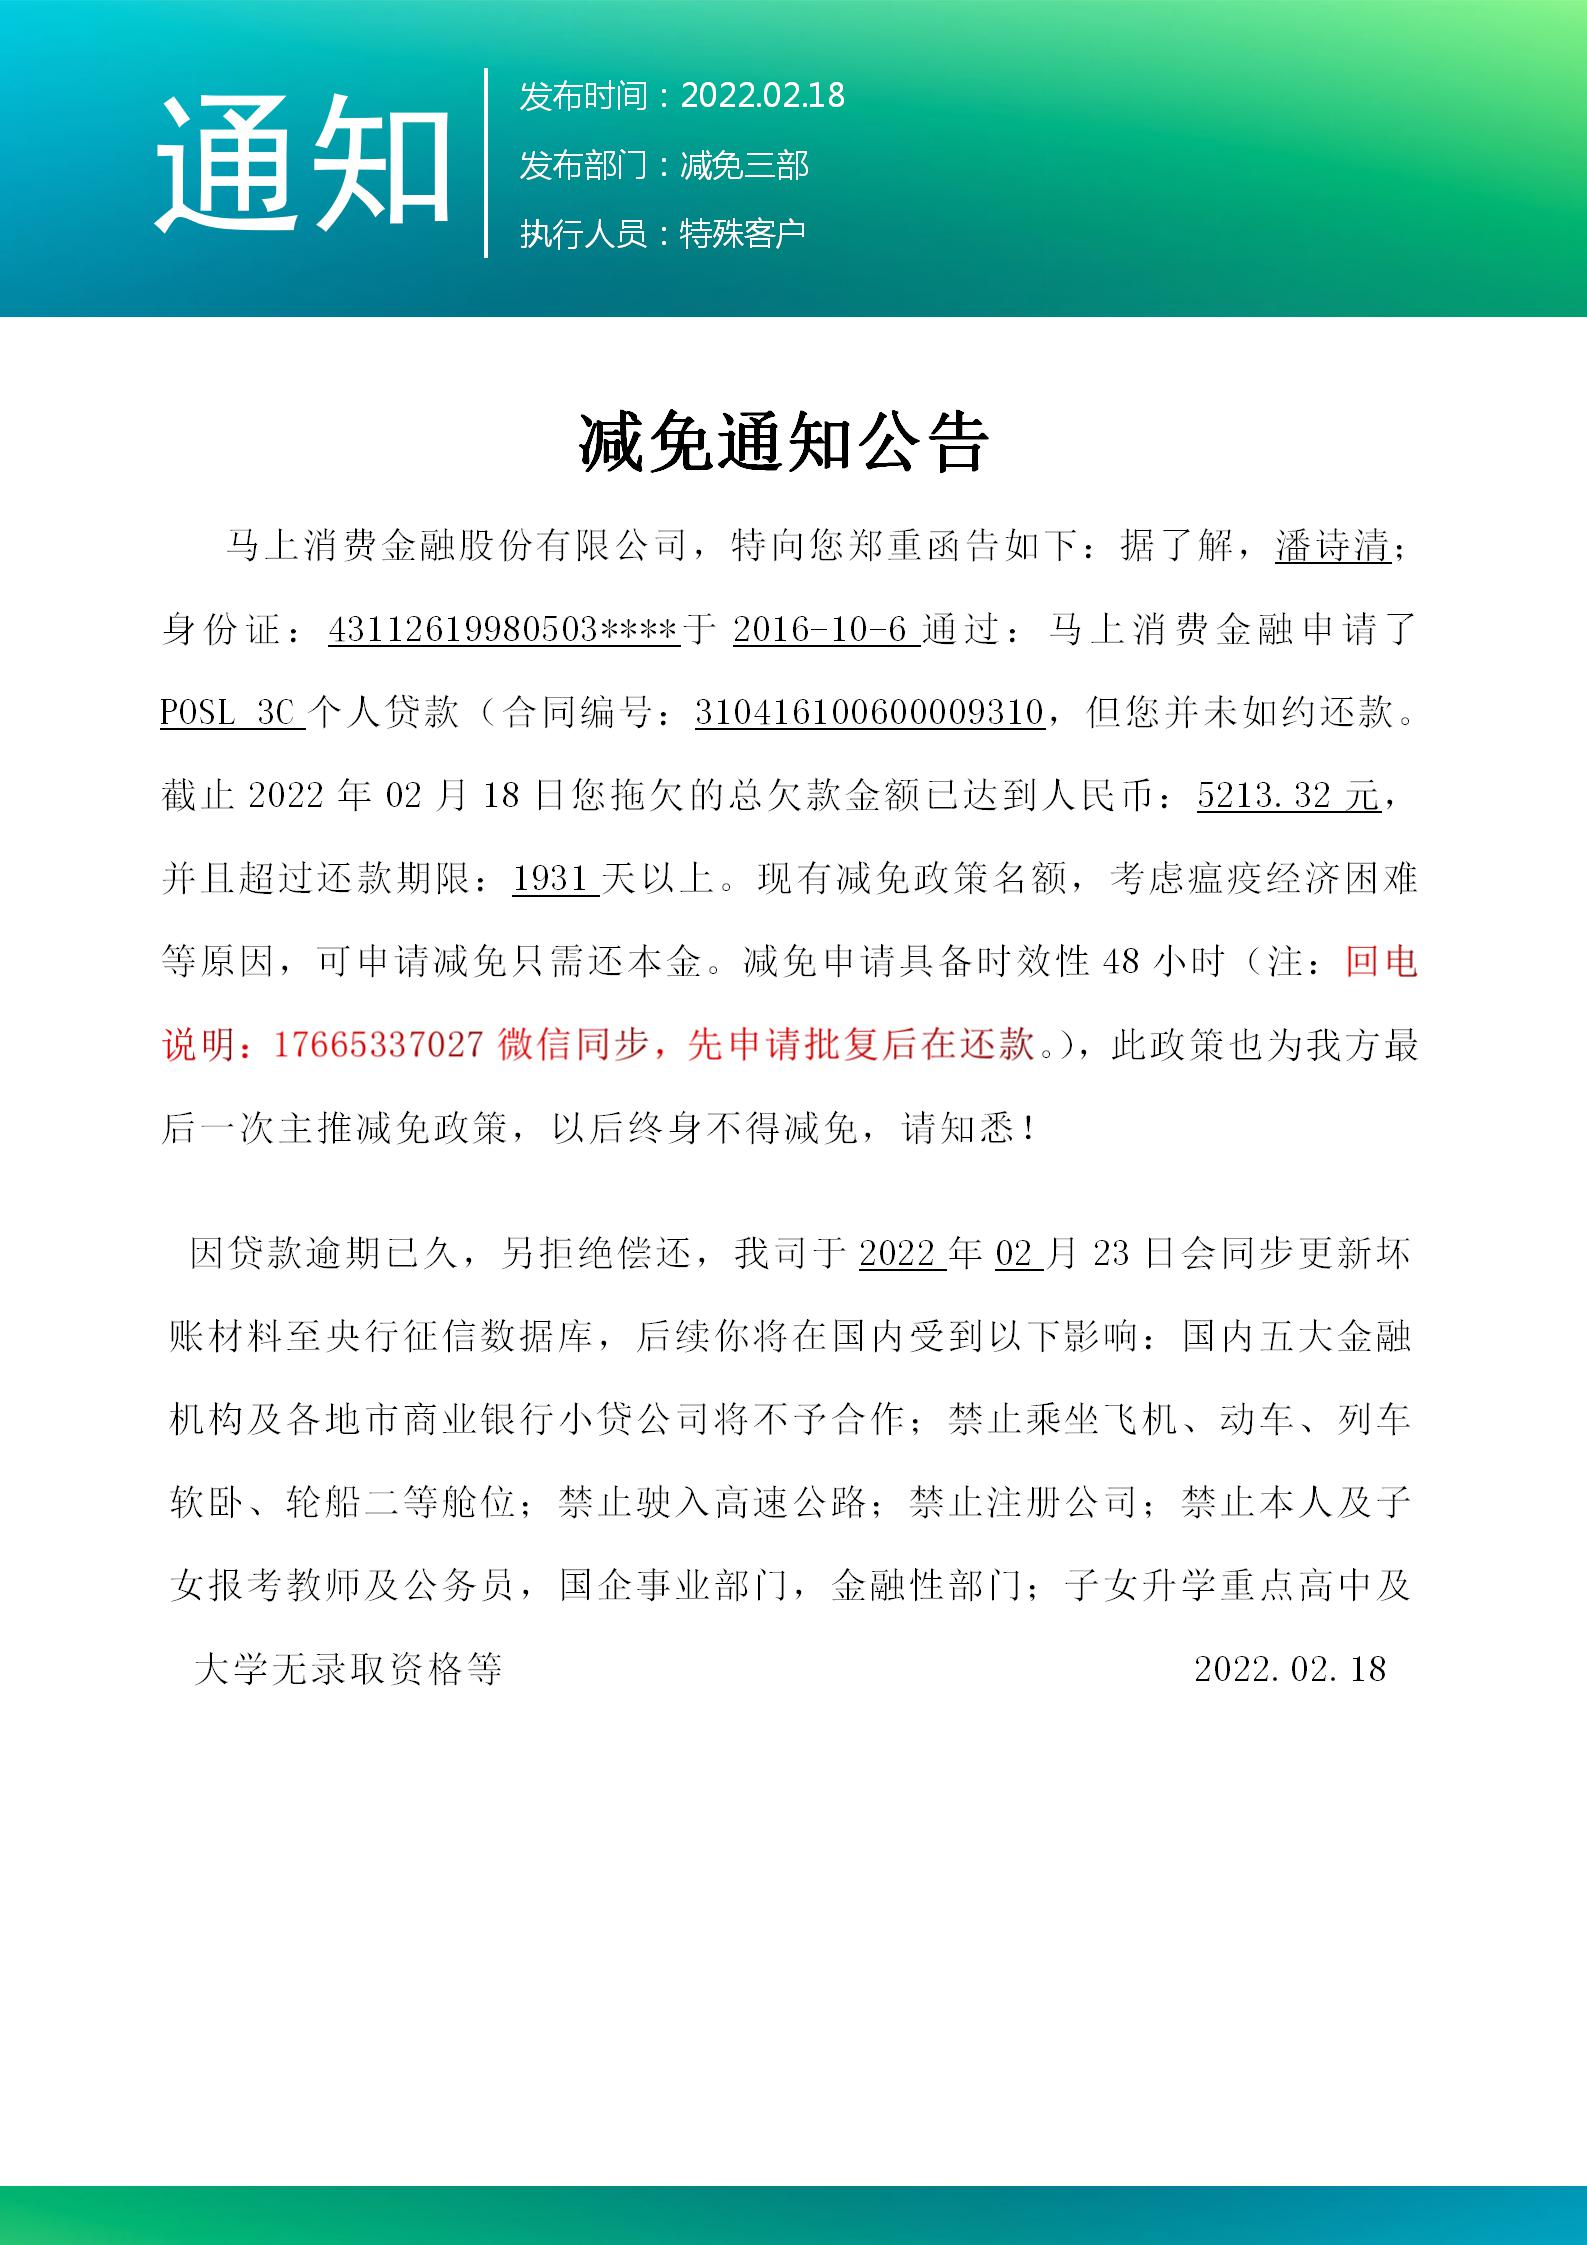 通知
发布时间：2022.02.18
发布部门：减免三部
执行人员：特殊客户
减免通知公告
马上消费金融股份有限公司，特向您郑重函告如下：据了解，潘诗清；
身份证：43112619980503****于 2016-10-6 通过：马上消费金融申请了
POSL 3C 个人贷款（合同编号：310416100600009310，但您并未如约还款。
截止 2022 年 02 月 18 日您拖欠的总欠款金额已达到人民币：5213.32 元，
并且超过还款期限：1931 天以上。现有减免政策名额，考虑瘟疫经济困难
等原因，可申请减免只需还本金。减免申请具备时效性 48 小时（注：回电
说明：17665337027 微信同步，先申请批复后在还款。），此政策也为我方最
后一次主推减免政策，以后终身不得减免，请知悉！
因贷款逾期已久，另拒绝偿还，我司于 2022 年 02 月 23 日会同步更新坏
账材料至央行征信数据库，后续你将在国内受到以下影响：国内五大金融
机构及各地市商业银行小贷公司将不予合作；禁止乘坐飞机、动车、列车
软卧、轮船二等舱位；禁止驶入高速公路；禁止注册公司；禁止本人及子
女报考教师及公务员，国企事业部门，金融性部门；子女升学重点高中及
大学无录取资格等 2022.02.18